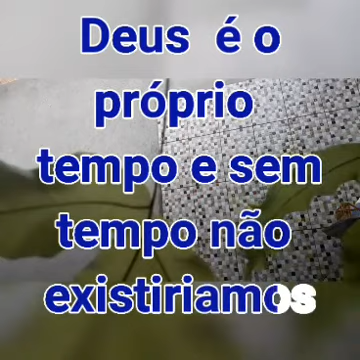 Deus é o
próprio
tempo e sem
tempo não
existiriamos